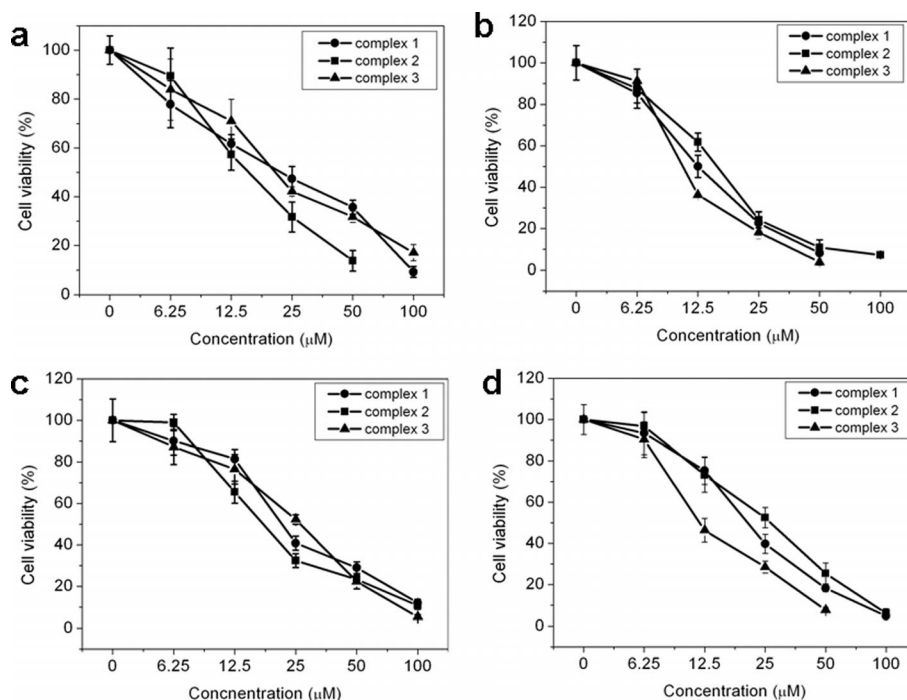 a
complex 1
complex 2
complex 3
100
80
60
40
20
0
Cell viability (%)
0 6.25 12.5 25 50 100
Concentration (μM)
b
complex 1
complex 2
complex 3
120
100
80
60
40
20
0
Cell viability (%)
0 6.25 12.5 25 50 100
Concentration (μM)
c
complex 1
complex 2
complex 3
120
100
80
60
40
20
0
Cell viability (%)
0 6.25 12.5 25 50 100
Concnentration (μM)
d
complex 1
complex 2
complex 3
120
100
80
60
40
20
0
Cell viability (%)
0 6.25 12.5 25 50 100
Concentration (μM)